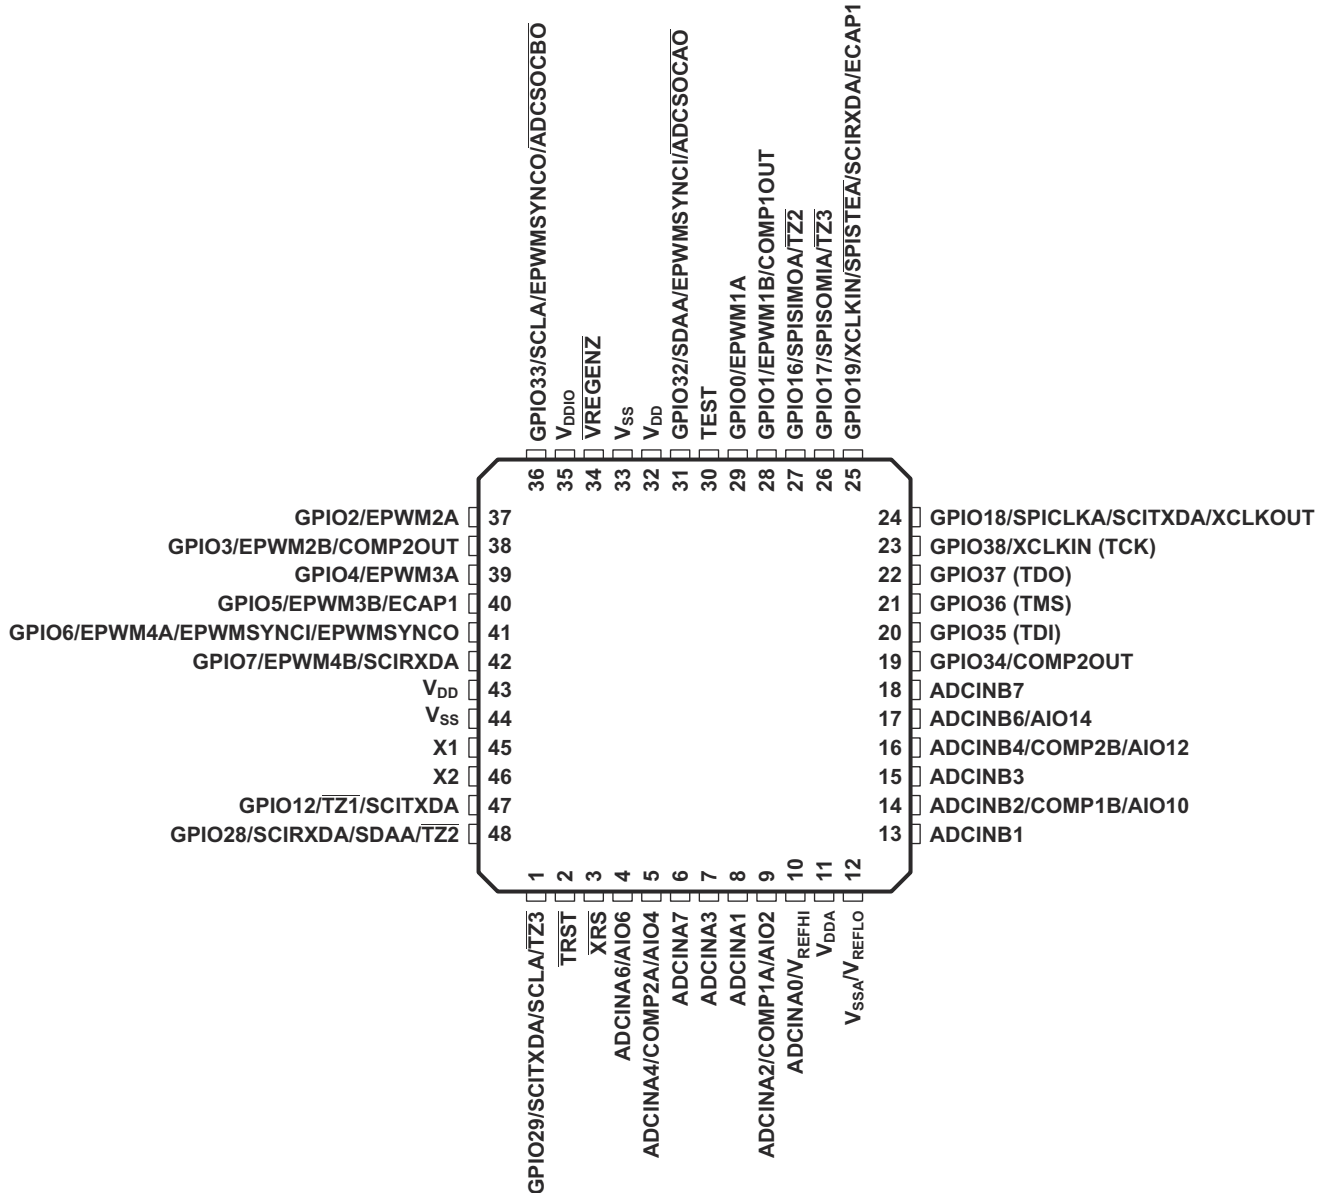 GPIO33/SCLA/EPWMSYNCO/ADCSOCBO
VDDIO
VREGENZ
VSS
VDD
GPIO32/SDAA/EPWMSYNCI/ADCSOCAO
TEST
GPIO0/EPWM1A
GPIO1/EPWM1B/COMP1OUT
GPIO16/SPISIMOA/TZ2
GPIO17/SPISOMIA/TZ3
GPIO19/XCLKIN/SPISTEA/SCIRXDA/ECAP1
36
35
34
33
32
31
30
29
28
27
26
25
GPIO2/EPWM2A 37
GPIO3/EPWM2B/COMP2OUT 38
GPIO4/EPWM3A 39
GPIO5/EPWM3B/ECAP1 40
GPIO6/EPWM4A/EPWMSYNCI/EPWMSYNCO 41
GPIO7/EPWM4B/SCIRXDA 42
VDD 43
VSS 44
X1 45
X2 46
GPIO12/TZ1/SCITXDA 47
GPIO28/SCIRXDA/SDAA/TZ2 48
24 GPIO18/SPICLKA/SCITXDA/XCLKOUT
23 GPIO38/XCLKIN (TCK)
22 GPIO37 (TDO)
21 GPIO36 (TMS)
20 GPIO35 (TDI)
19 GPIO34/COMP2OUT
18 ADCINB7
17 ADCINB6/AIO14
16 ADCINB4/COMP2B/AIO12
15 ADCINB3
14 ADCINB2/COMP1B/AIO10
13 ADCINB1
1
2
3
4
5
6
7
8
9
10
11
12
GPIO29/SCITXDA/SCLA/TZ3
TRST
XRS
ADCINA6/AIO6
ADCINA4/COMP2A/AIO4
ADCINA7
ADCINA3
ADCINA1
ADCINA2/COMP1A/AIO2
ADCINA0/VREFHI
VDDA
VSSA/VREFLO